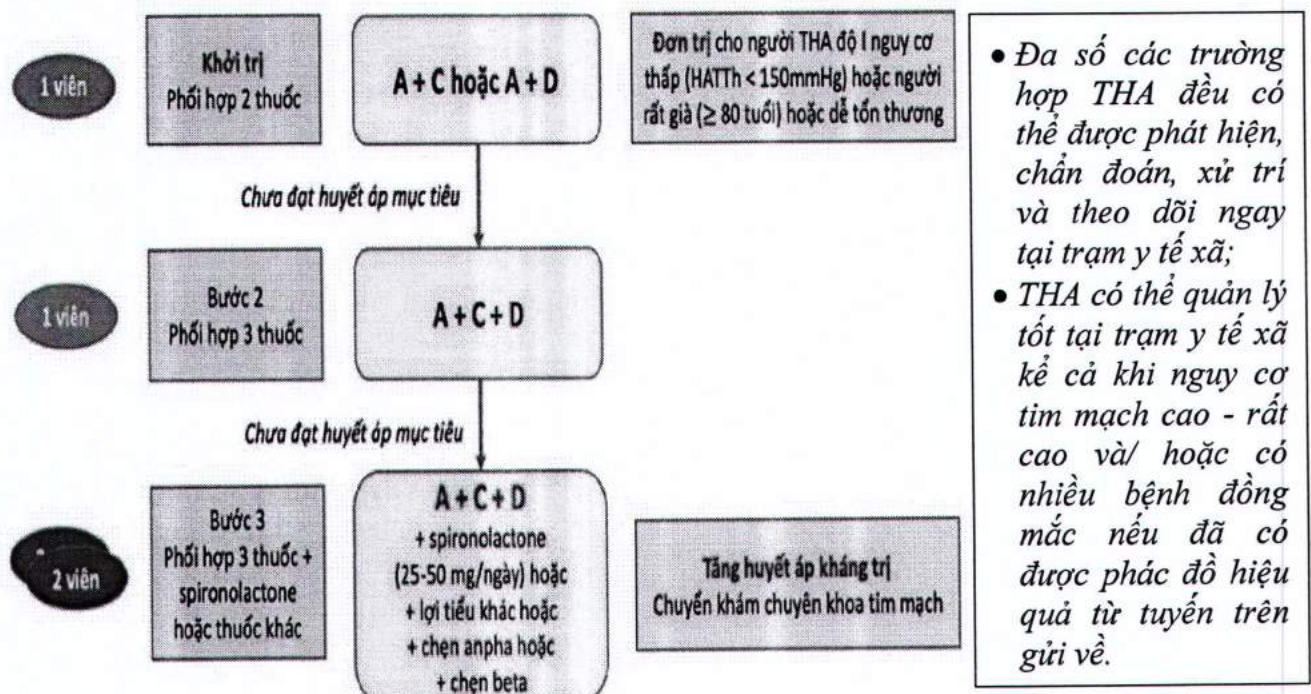 1 viên
Khởi trị
Phối hợp 2 thuốc
A + C hoặc A + D
Đơn trị cho người THA độ I nguy cơ
thấp (HATTh < 150mmHg) hoặc người
rất già (≥ 80 tuổi) hoặc dễ tổn thương
Chưa đạt huyết áp mục tiêu
1 viên
Bước 2
Phối hợp 3 thuốc
A + C + D
Chưa đạt huyết áp mục tiêu
2 viên
Bước 3
Phối hợp 3 thuốc +
spironolactone
hoặc thuốc khác
A + C + D
+ spironolactone
(25-50 mg/ngày) hoặc
+ lợi tiểu khác hoặc
+ chẹn anpha hoặc
+ chẹn beta
Tăng huyết áp kháng trị
Chuyển khám chuyên khoa tim mạch
• Đa số các trường
hợp THA đều có
thể được phát hiện,
chẩn đoán, xử trí
và theo dõi ngay
tại trạm y tế xã;
• THA có thể quản lý
tốt tại trạm y tế xã
kể cả khi nguy cơ
tim mạch cao - rất
cao và/ hoặc có
nhiều bệnh đồng
mắc nếu đã có
được phác đồ hiệu
quả từ tuyến trên
gửi về.